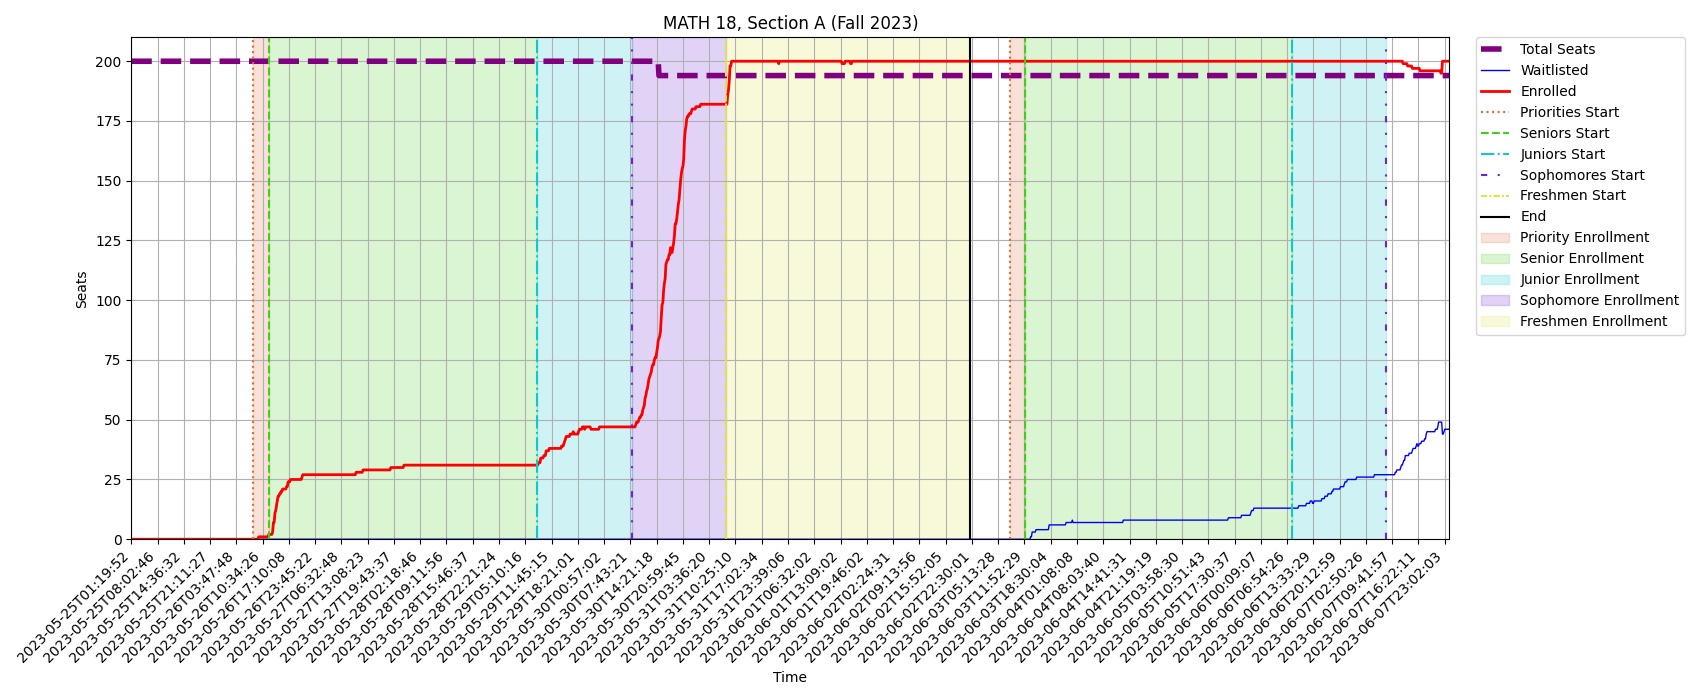 MATH 18, Section A (Fall 2023)
Seats
200
175
150
125
100
75
50
25
0
2023-05-25T01:19:52
2023-05-25T08:02:46
2023-05-25T14:36:32
2023-05-25T21:11:27
2023-05-26T03:47:48
2023-05-26T10:34:26
2023-05-26T17:10:08
2023-05-26T23:45:22
2023-05-27T06:32:48
2023-05-27T13:08:23
2023-05-27T19:43:37
2023-05-28T02:18:46
2023-05-28T09:11:56
2023-05-28T15:46:37
2023-05-28T22:21:24
2023-05-29T05:10:16
2023-05-29T11:45:15
2023-05-29T18:21:01
2023-05-30T00:57:02
2023-05-30T07:43:21
2023-05-30T14:21:18
2023-05-30T20:59:45
2023-05-31T03:36:20
2023-05-31T10:25:10
2023-05-31T17:02:34
2023-05-31T23:39:06
2023-06-01T06:32:02
2023-06-01T13:09:02
2023-06-01T19:46:02
2023-06-02T02:24:31
2023-06-02T09:13:56
2023-06-02T15:52:05
2023-06-02T22:30:01
2023-06-03T05:13:28
2023-06-03T11:52:29
2023-06-03T18:30:04
2023-06-04T01:08:08
2023-06-04T08:03:40
2023-06-04T14:41:31
2023-06-04T21:19:19
2023-06-05T03:58:30
2023-06-05T10:51:43
2023-06-05T17:30:37
2023-06-06T00:09:07
2023-06-06T06:54:26
2023-06-06T13:33:29
2023-06-06T20:12:59
2023-06-07T02:50:26
2023-06-07T09:41:57
2023-06-07T16:22:11
2023-06-07T23:02:03
Time
Total Seats
Waitlisted
Enrolled
Priorities Start
Seniors Start
Juniors Start
Sophomores Start
Freshmen Start
End
Priority Enrollment
Senior Enrollment
Junior Enrollment
Sophomore Enrollment
Freshmen Enrollment